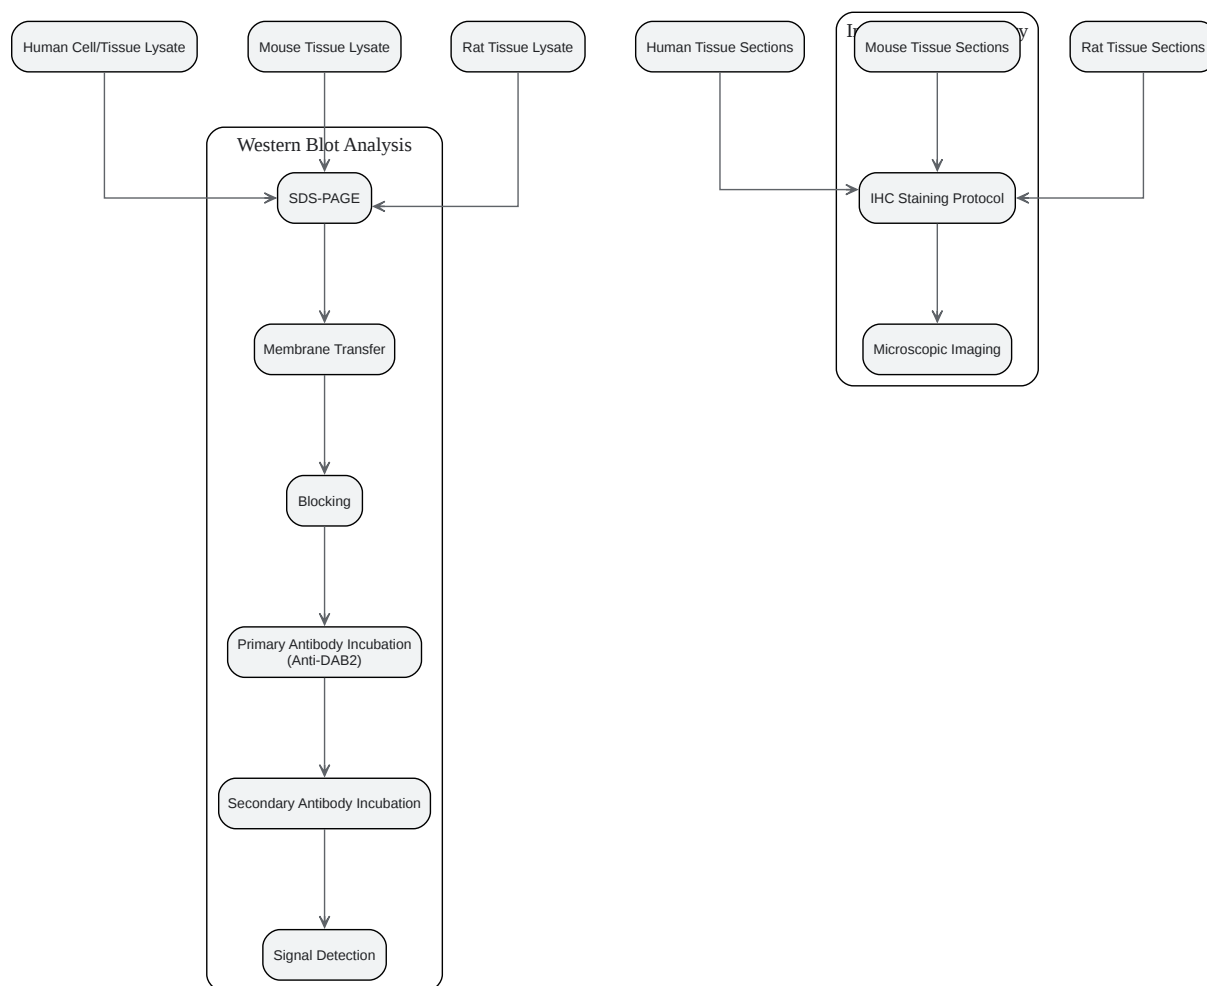 Human Cell/Tissue Lysate
Mouse Tissue Lysate
Rat Tissue Lysate
Human Tissue Sections
Mouse Tissue Sections
Rat Tissue Sections
Western Blot Analysis
SDS-PAGE
IHC Staining Protocol
Membrane Transfer
Microscopic Imaging
Blocking
Primary Antibody Incubation
(Anti-DAB2)
Secondary Antibody Incubation
Signal Detection